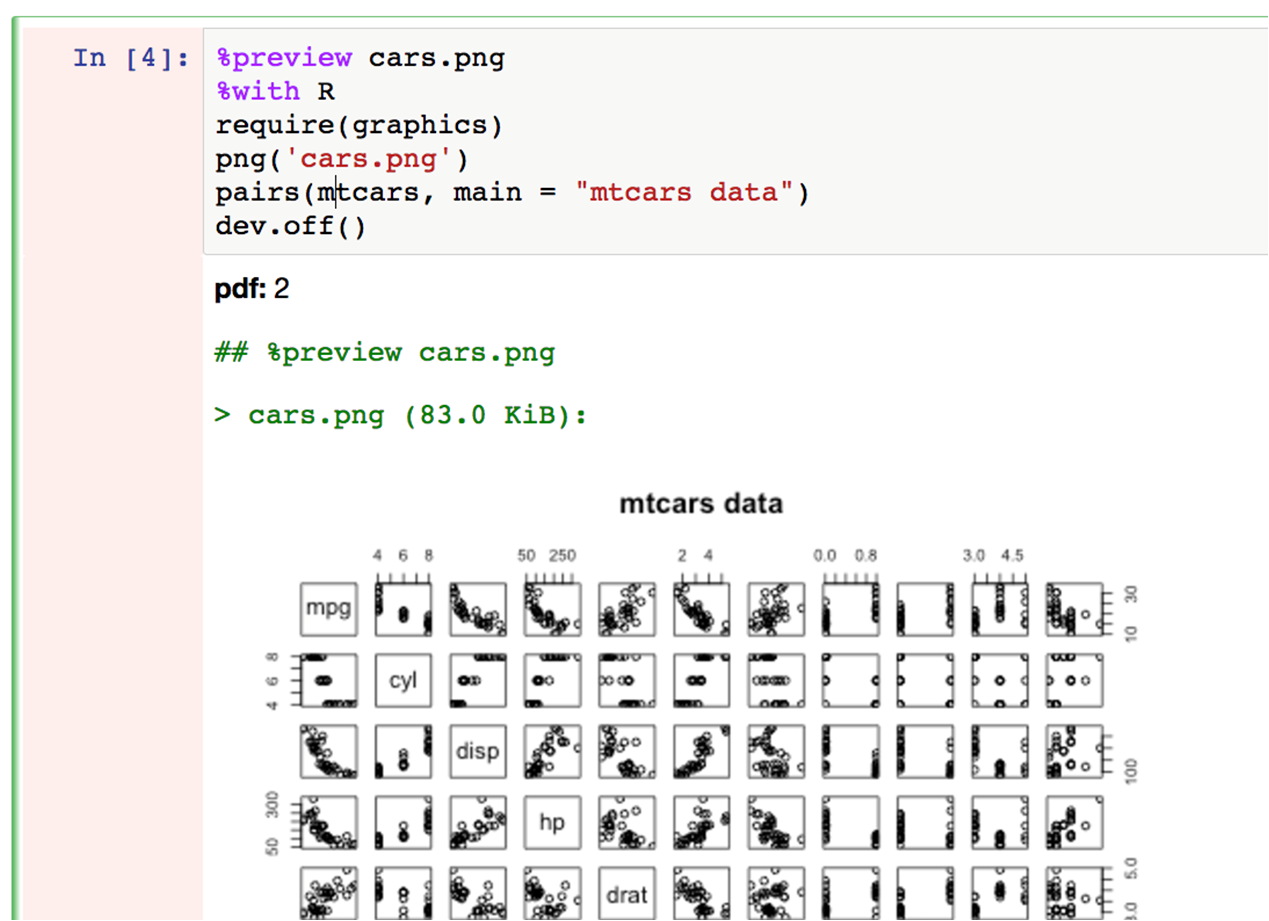 In [4]: %preview cars.png
%with R
require(graphics)
png('cars.png')
pairs(mtcars, main = "mtcars data")
dev.off()
pdf: 2
## %preview cars.png
> cars.png (83.0 KiB):
mtcars data
4 6 8 50 250 2 4 0.0 0.8 3.0 4.5
mpg 10 30
4 6 8 cyl
disp 100
50 300 hp
drat 5.0